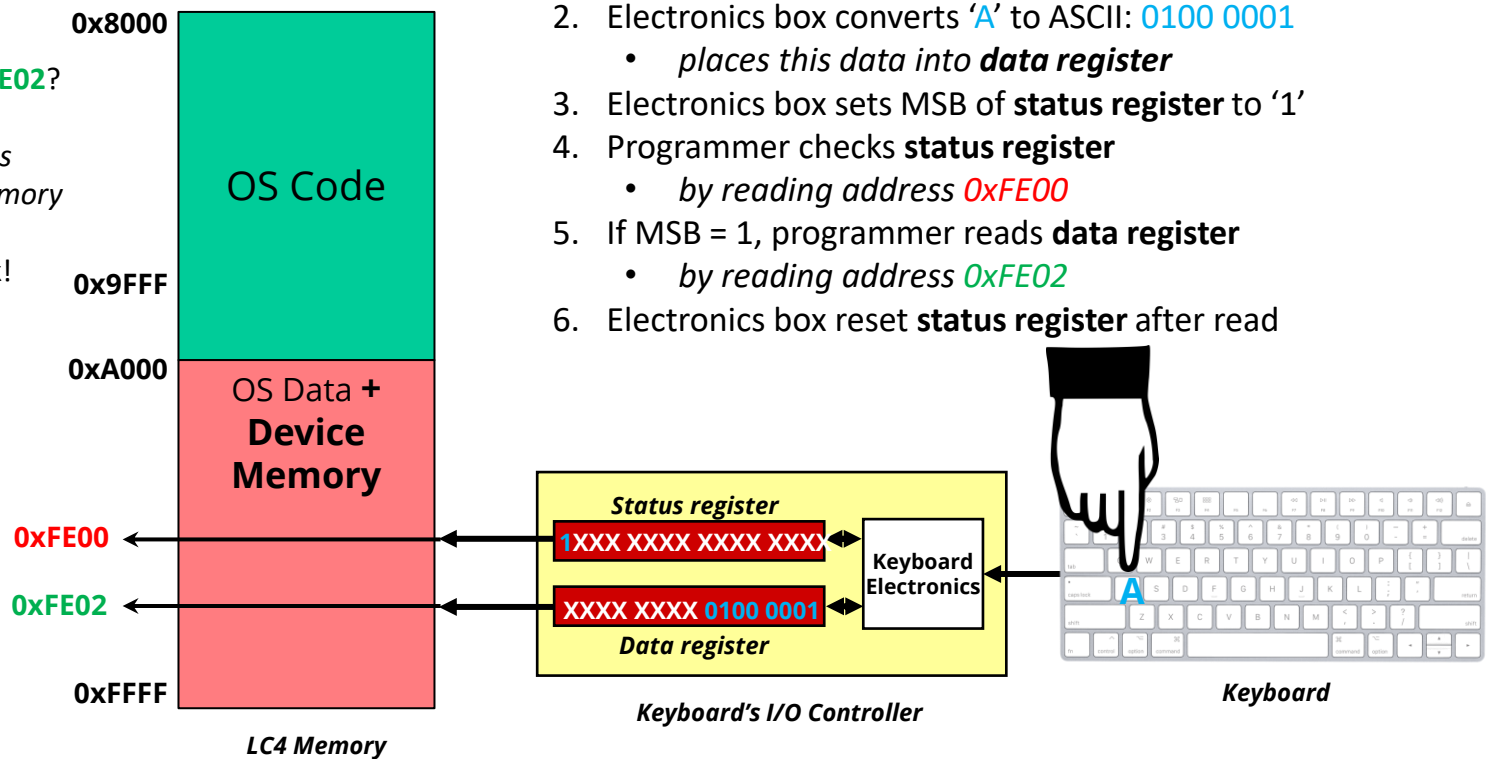 E02?
s
mory
k!
2. Electronics box converts ‘A’ to ASCII: 0100 0001
• places this data into data register
3. Electronics box sets MSB of status register to ‘1’
4. Programmer checks status register
• by reading address 0xFE00
5. If MSB = 1, programmer reads data register
• by reading address 0xFE02
6. Electronics box reset status register after read
0x8000
OS Code
0x9FFF
0xA000
OS Data +
Device
Memory
0xFE00
0xFE02
0xFFFF
LC4 Memory
Status register
1XXX XXXX XXXX XXXX
XXXX XXXX 0100 0001
Data register
Keyboard
Electronics
Keyboard’s I/O Controller
A
Keyboard